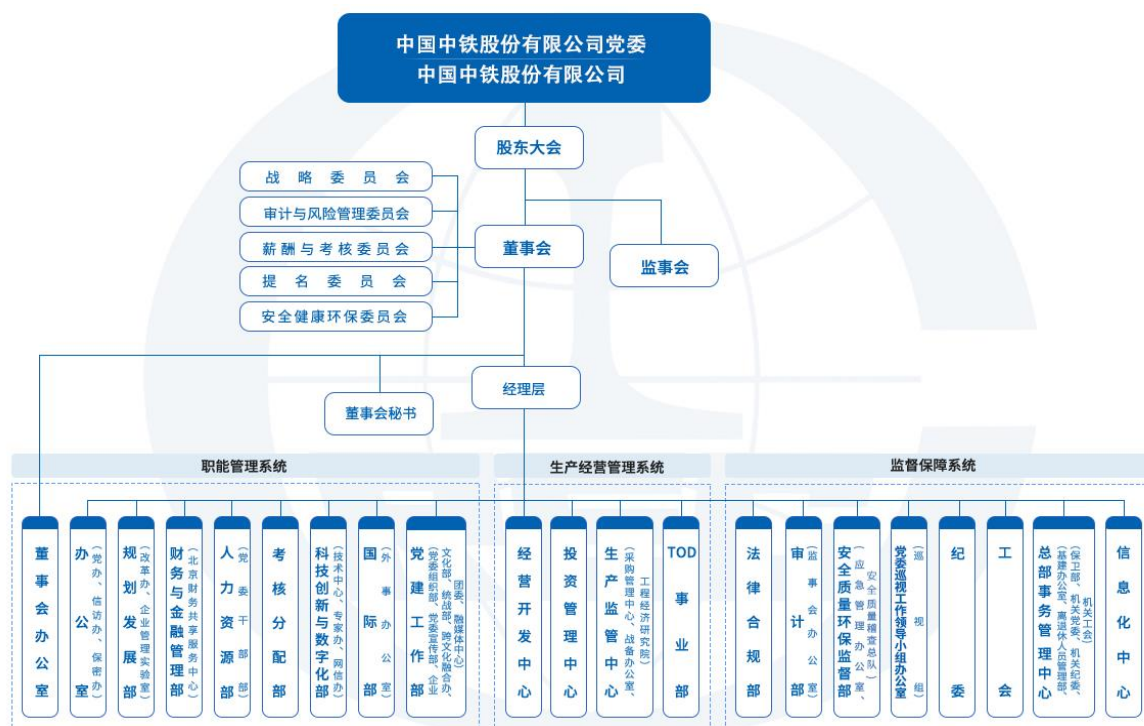 中国中铁股份有限公司党委
中国中铁股份有限公司
股东大会
战略委员会
审计与风险管理委员会
薪酬与考核委员会
提名委员会
安全健康环保委员会
董事会
监事会
经理层
董事会秘书
职能管理系统
生产经营管理系统
监督保障系统
董事会办公室
办公室
(党办、信访办、保密办)
规划发展部
(改革办、企业管理实验室)
财务与金融管理部
(北京财务共享服务中心)
人力资源部
(党委干部部)
考核分配部
科技创新与数字化部
(技术中心、专家办、网信办)
国际部
(外事办公室)
党建工作部
(党委组织部、党委宣传部、企业
文化部、统战部、跨文化融合办、
团委、融媒体中心)
经营开发中心
投资管理中心
生产监管中心
(采购管理中心、战备办公室、
工程经济研究院)
TOD事业部
法律合规部
审计部
(监事会办公室)
安全质量环保监督部
(应急管理办公室、
安全质量稽查总队)
党委巡视工作领导小组办公室
(巡视组)
纪委
工会
总部事务管理中心
(保卫部、机关党委、机关纪委、
基建办公室、离退休人员管理部、
机关工会)
信息化中心